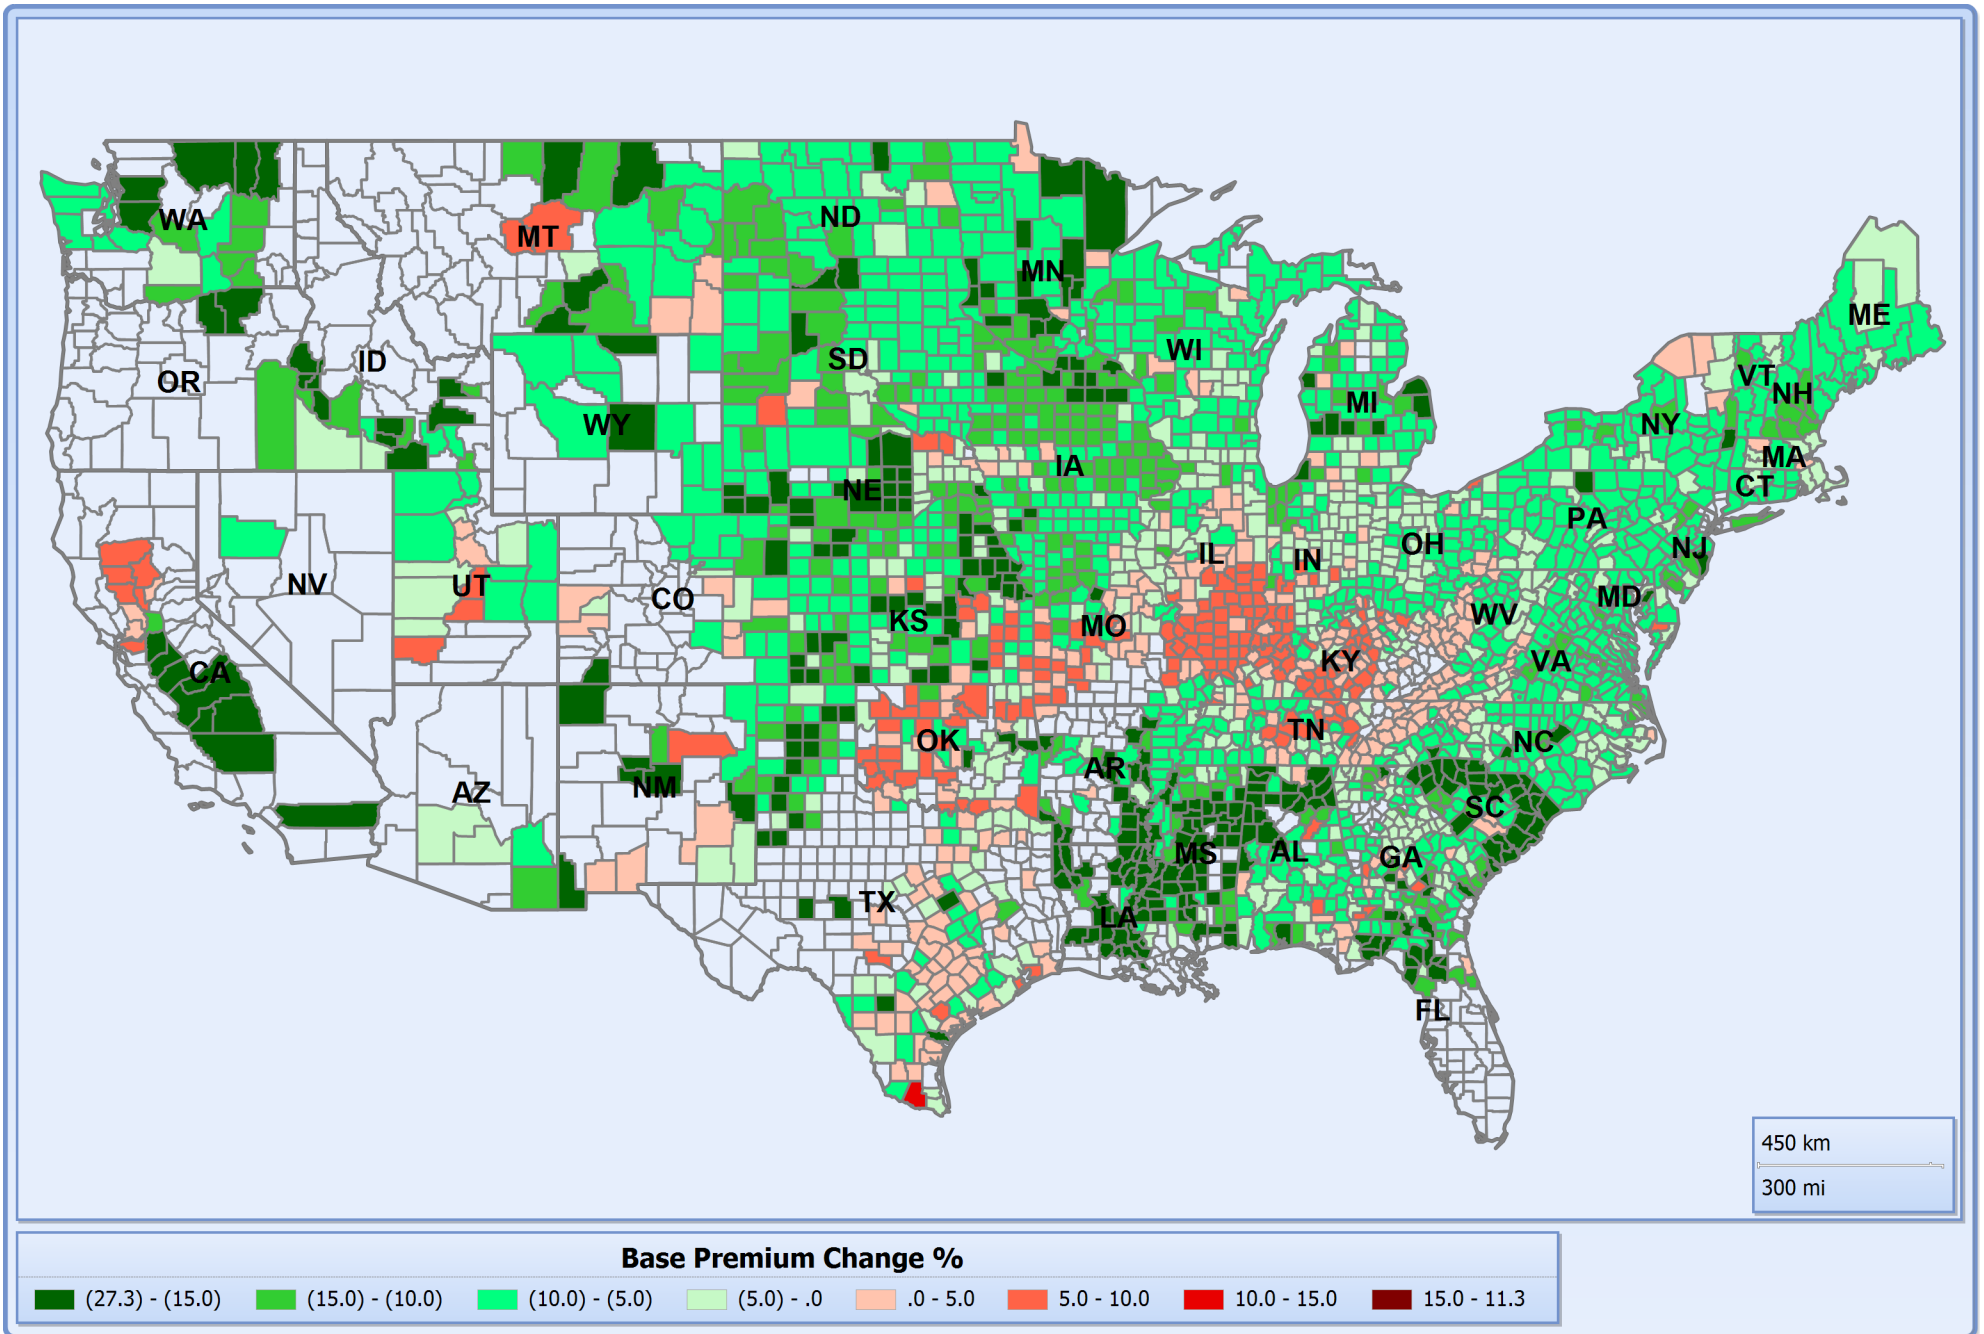 WA
MT
ND
MN
ME
OR
ID
SD
WI
VT
NH
WY
MI
NY
IA
MA
NE
CT
PA
NV
UT
CO
IL
IN
OH
NJ
KS
MO
WV
MD
CA
KY
VA
OK
TN
NC
AZ
NM
AR
SC
MS
AL
GA
TX
LA
FL
450 km
300 mi
Base Premium Change %
(27.3) - (15.0) (15.0) - (10.0) (10.0) - (5.0) (5.0) - .0 .0 - 5.0 5.0 - 10.0 10.0 - 15.0 15.0 - 11.3